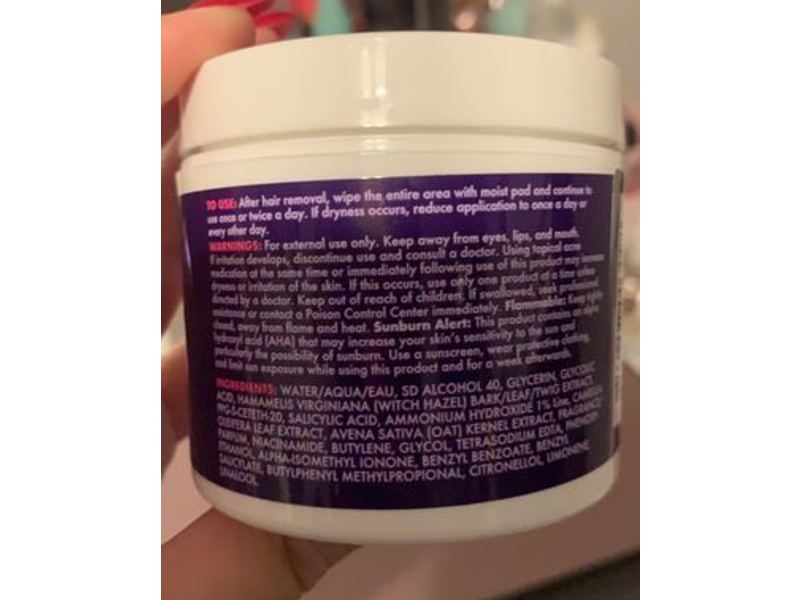 TO USE: After hair removal, wipe the entire area with moist pad and continue to
use once or twice a day. If dryness occurs, reduce application to once a day or
every other day.
WARNINGS: For external use only. Keep away from eyes, lips, and mouth.
If irritation develops, discontinue use and consult a doctor. Using topical acne
medication at the same time or immediately following use of this product may increase
dryness or irritation of the skin. If this occurs, use only one product at a time unless
directed by a doctor. Keep out of reach of children. If swallowed, seek professional
assistance or contact a Poison Control Center immediately. Flammable: Keep tightly
closed, away from flame and heat. Sunburn Alert: This product contains an alpha
hydroxyl acid (AHA) that may increase your skin's sensitivity to the sun and
particularly the possibility of sunburn. Use a sunscreen, wear protective clothing,
and limit sun exposure while using this product and for a week afterwards.
INGREDIENTS: WATER/AQUA/EAU, SD ALCOHOL 40, GLYCERIN, GLYCOLIC
ACID, HAMAMELIS VIRGINIANA (WITCH HAZEL) BARK/LEAF/TWIG EXTRACT,
PPG-5-CETETH-20, SALICYLIC ACID, AMMONIUM HYDROXIDE 1% Line, CAMELLIA
OLEIFERA LEAF EXTRACT, AVENA SATIVA (OAT) KERNEL EXTRACT, FRAGRANCE
PARFUM, NIACINAMIDE, BUTYLENE, GLYCOL, TETRASODIUM EDTA,
ETHANOL, ALPHA-ISOMETHYL IONONE, BENZYL BENZOATE, BENZYL
SALICYLATE, BUTYLPHENYL METHYLPROPIONAL, CITRONELLOL, LIMONENE
LINALOOL